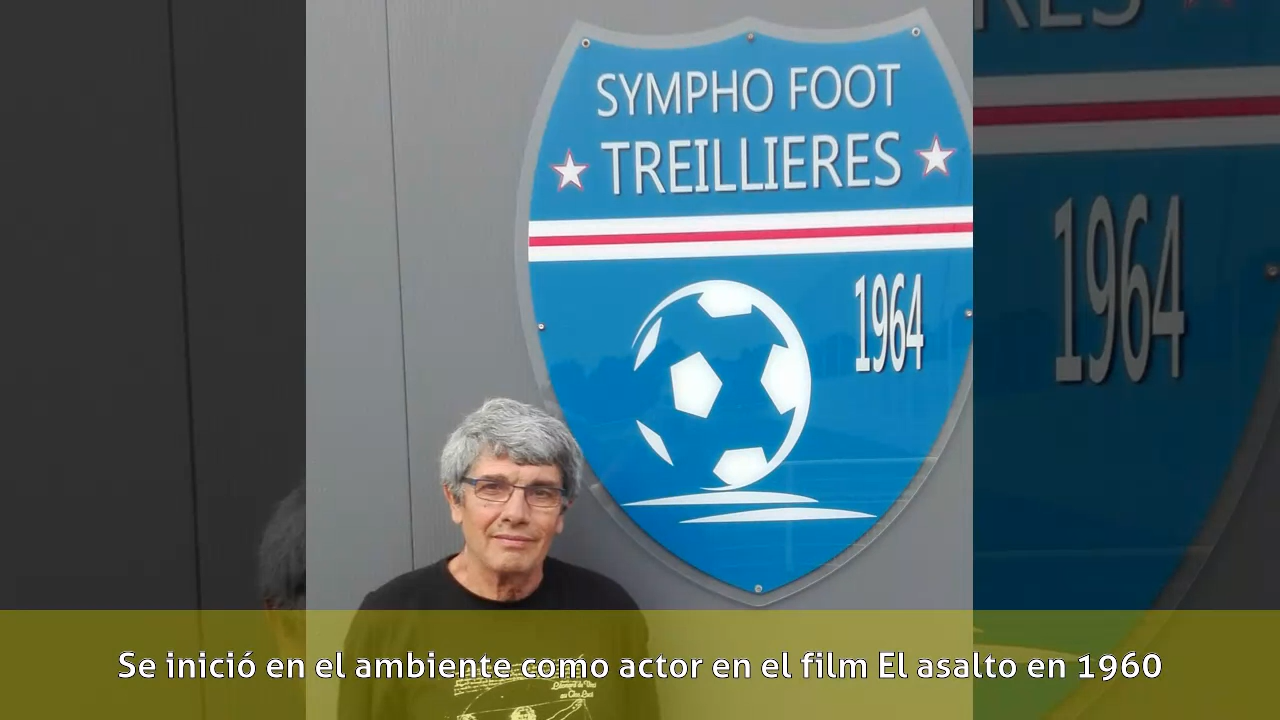 SYMPHO FOOT
TREILLIERES
1964
1964
Se inició en el ambiente como actor en el film El asalto en 1960